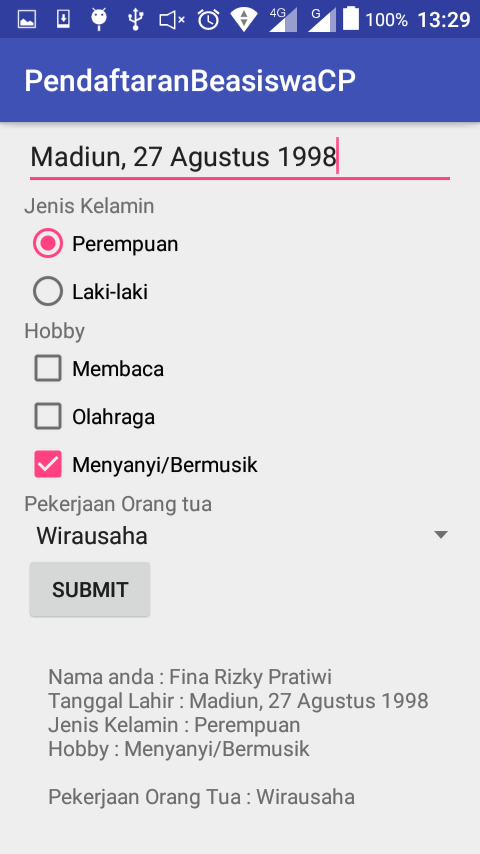 4G G 100% 13:29
PendaftaranBeasiswaCP
Madiun, 27 Agustus 1998
Jenis Kelamin
Perempuan
Laki-laki
Hobby
Membaca
Olahraga
Menyanyi/Bermusik
Pekerjaan Orang tua
Wirausaha
SUBMIT
Nama anda : Fina Rizky Pratiwi
Tanggal Lahir : Madiun, 27 Agustus 1998
Jenis Kelamin : Perempuan
Hobby : Menyanyi/Bermusik
Pekerjaan Orang Tua : Wirausaha